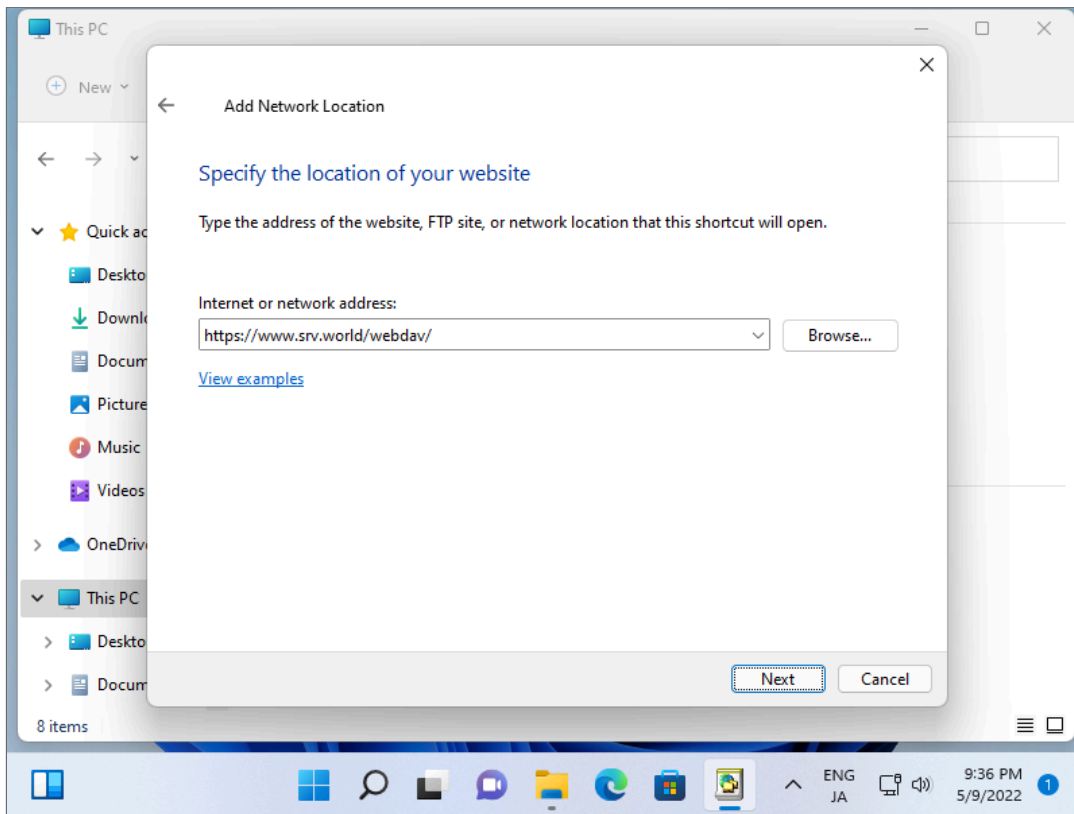 This PC
New
Add Network Location
Specify the location of your website
Type the address of the website, FTP site, or network location that this shortcut will open.
Internet or network address:
https://www.srv.world/webdav/
Browse...
View examples
Quick ac
Deskto
Downlo
Docum
Picture
Music
Videos
OneDrive
This PC
Deskto
Docum
Next
Cancel
8 items
ENG
JA
9:36 PM
5/9/2022
1